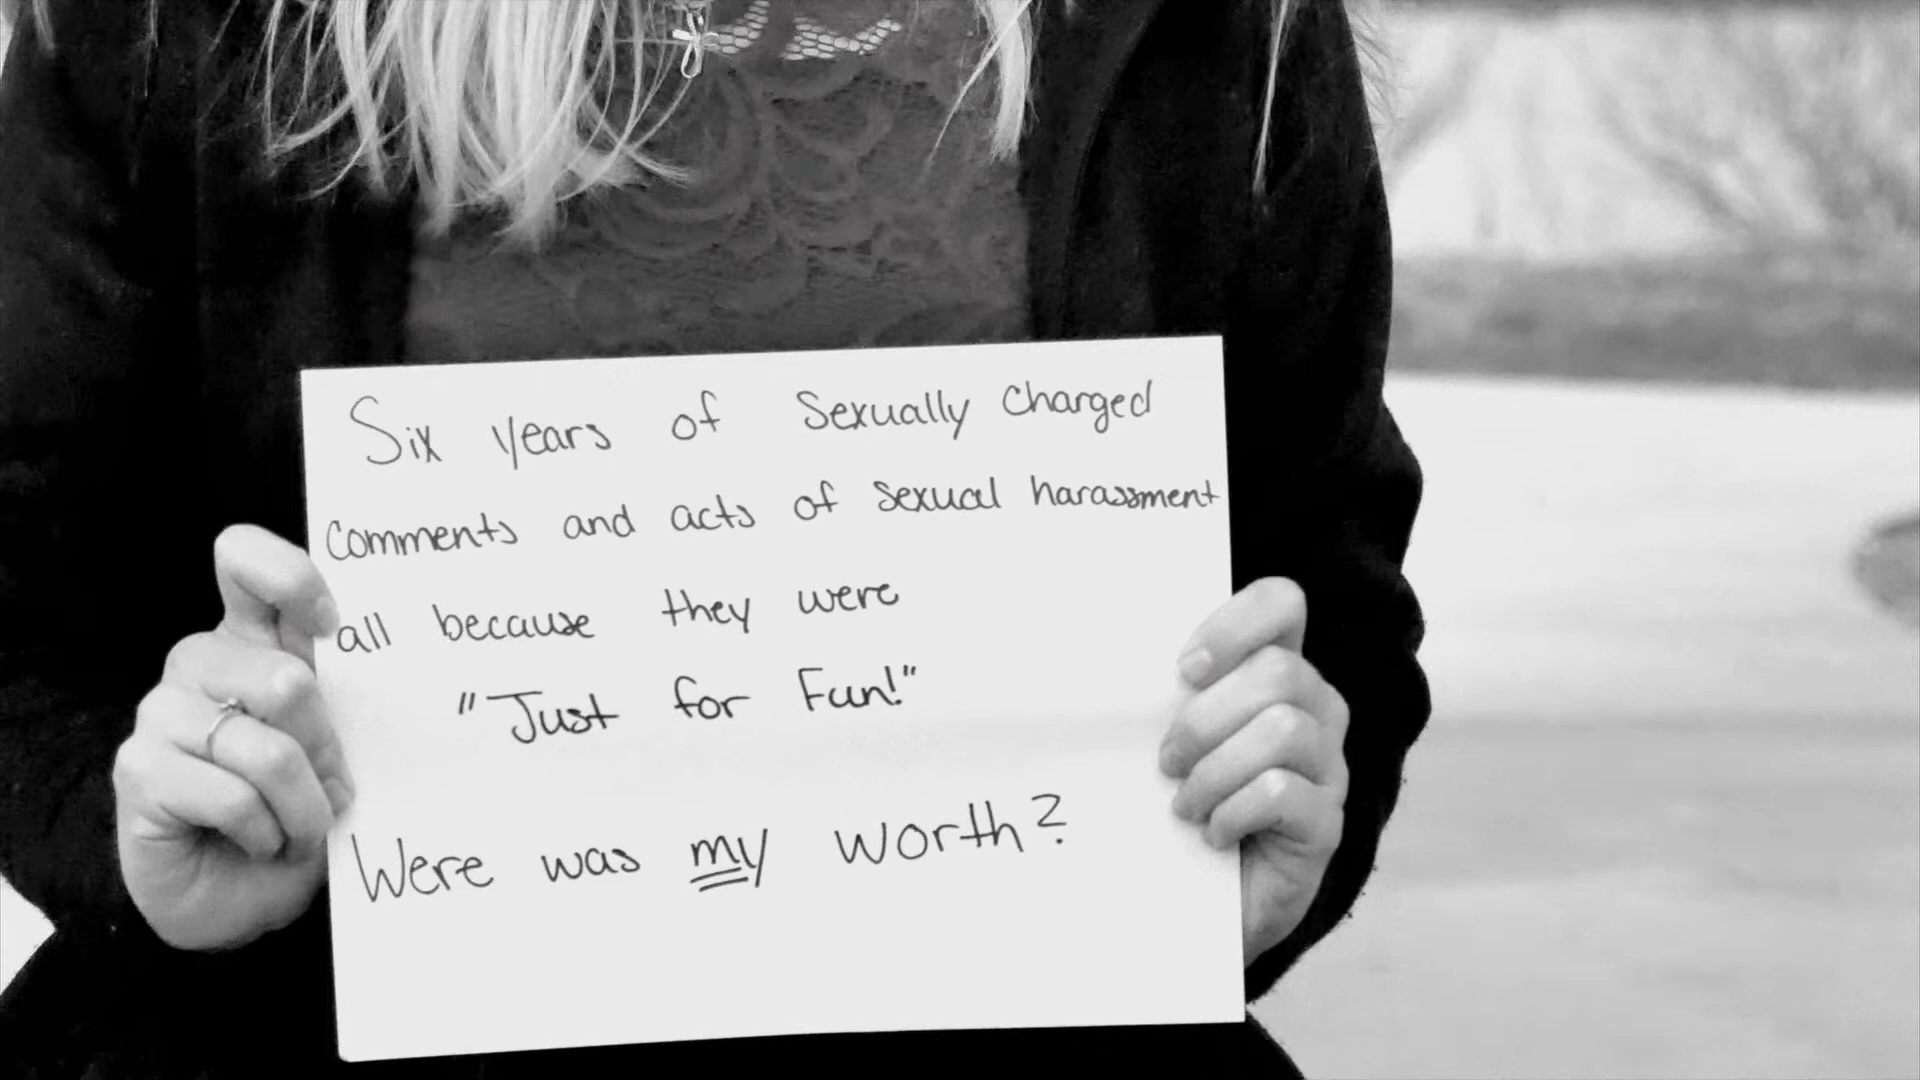 Six years of Sexually Charged
Comments and acts of sexual harassment
all because they were
"Just for Fun!"
Were was my worth?